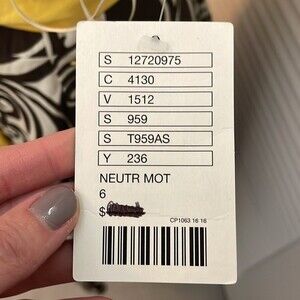 S 12720975
C 4130
V 1512
S 959
S T959AS
Y 236
NEUTR MOT
6
$
CP1063 16 16